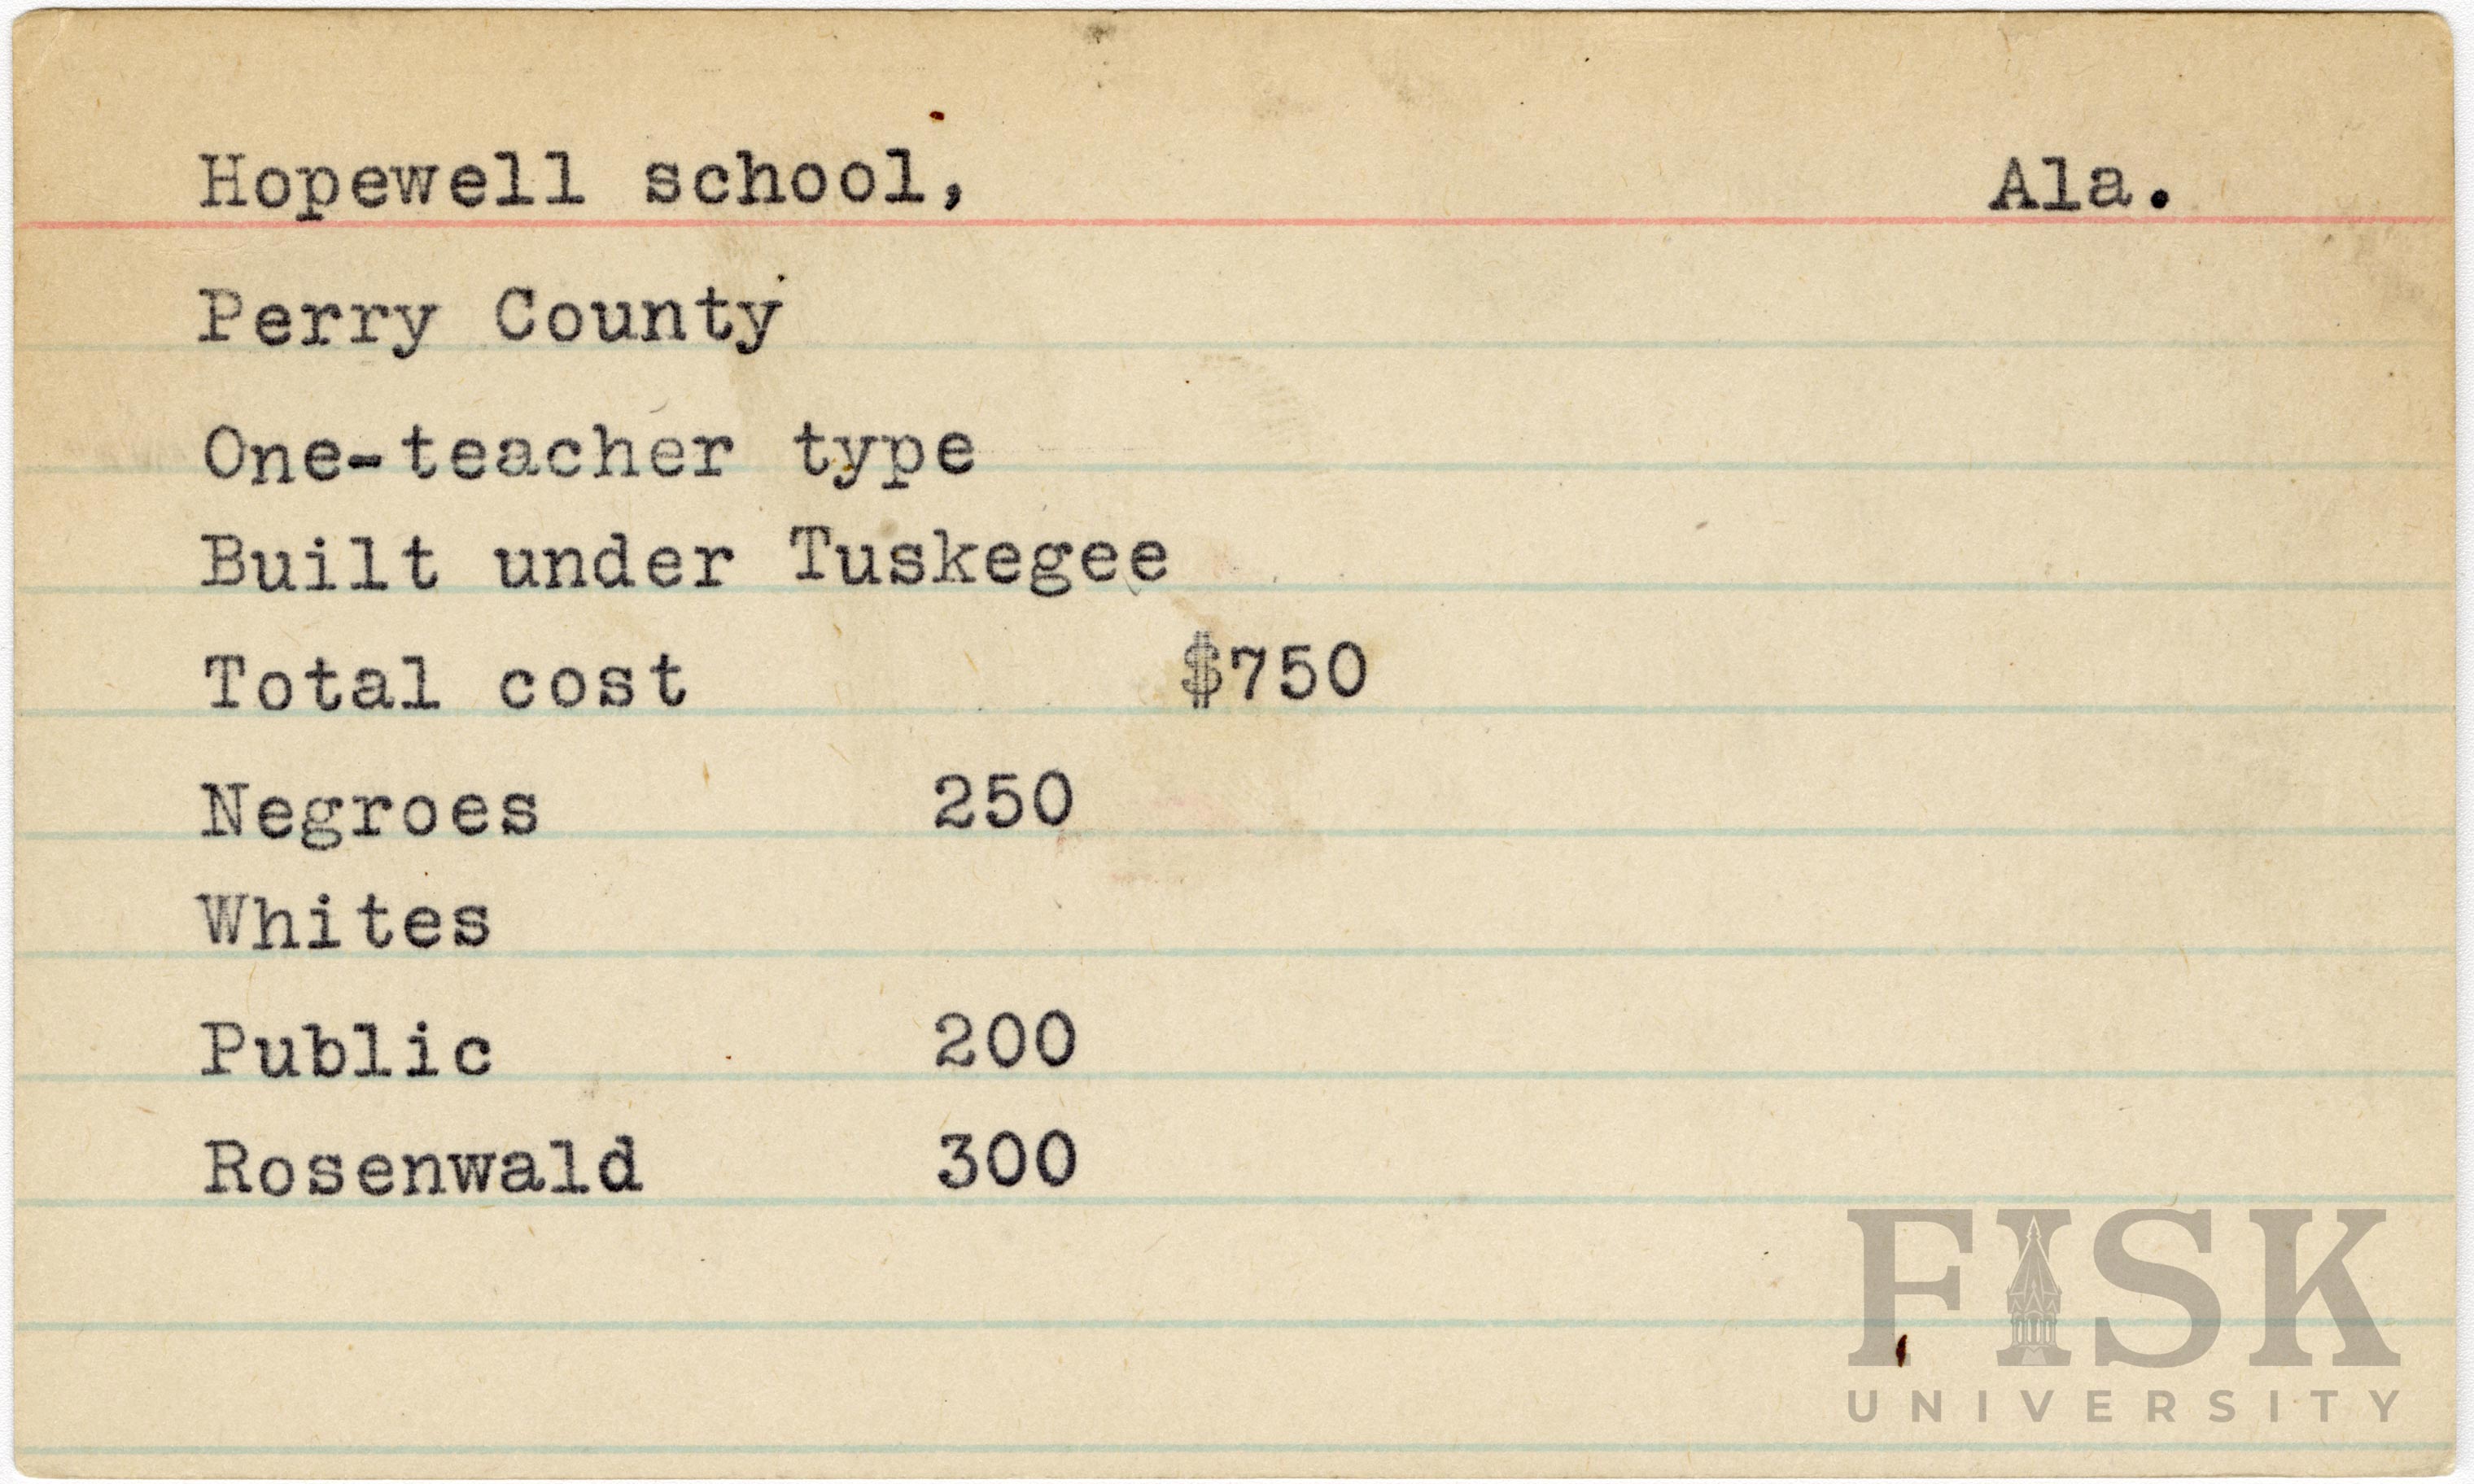 Hopewell school, Ala.
Perry County
One-teacher type
Built under Tuskegee
Total cost $750
Negroes 250
Whites
Public 200
Rosenwald 300
FISK
UNIVERSITY